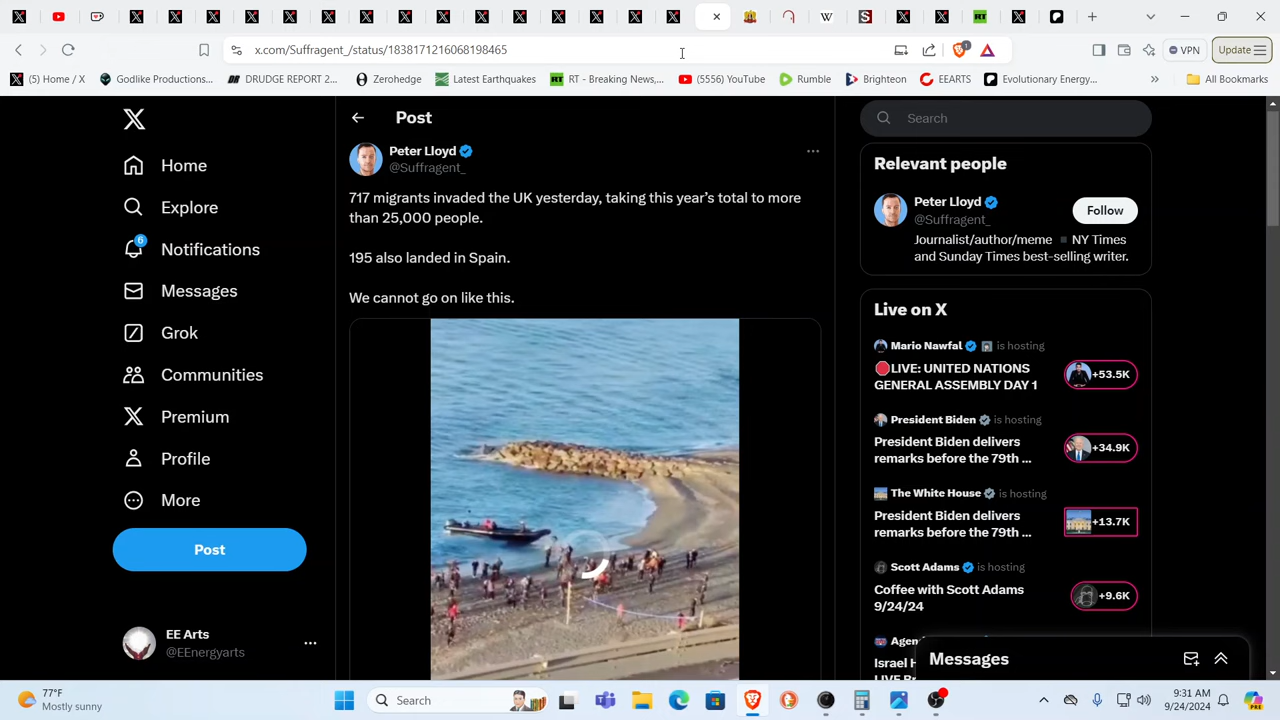 x.com/Suffragent_/status/1838171216068198465
1
VPN
Update
(5) Home / X
Godlike Productions...
DRUDGE REPORT 2...
Zerohedge
Latest Earthquakes
RT - Breaking News,...
(5556) YouTube
Rumble
Brighteon
EEARTS
Evolutionary Energy...
All Bookmarks
Home
Explore
6
Notifications
Messages
Grok
Communities
Premium
Profile
More
Post
EE Arts
@EEnergyarts
Post
Peter Lloyd
@Suffragent_
717 migrants invaded the UK yesterday, taking this year’s total to more
than 25,000 people.
195 also landed in Spain.
We cannot go on like this.
Search
Relevant people
Peter Lloyd
@Suffragent_
Follow
Journalist/author/meme NY Times
and Sunday Times best-selling writer.
Live on X
Mario Nawfal is hosting
LIVE: UNITED NATIONS
GENERAL ASSEMBLY DAY 1
+53.5K
President Biden is hosting
President Biden delivers
remarks before the 79th ...
+34.9K
The White House is hosting
President Biden delivers
remarks before the 79th ...
+13.7K
Scott Adams is hosting
Coffee with Scott Adams
9/24/24
+9.6K
Agen
Israel H
LIVE B
Messages
77°F
Mostly sunny
Search
9:31 AM
9/24/2024